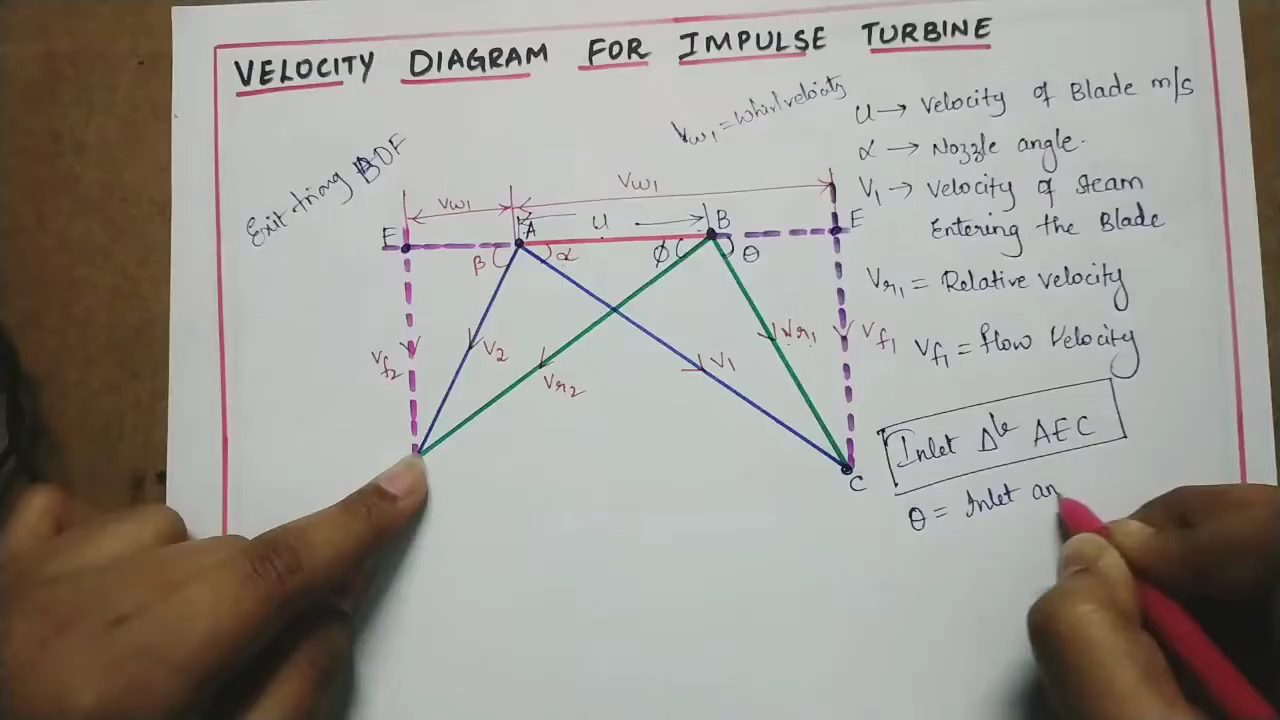 VELOCITY DIAGRAM FOR IMPULSE TURBINE
Vw1 = Whirl velocity
Exit triang BDF
U → Velocity of Blade m/s
α → Nozzle angle.
V1 → Velocity of Steam
Entering the Blade
Vr1 = Relative velocity
Vf1 = flow Velocity
Inlet Δle AEC
θ = Inlet an
Vw1
Vw1
U
E
A
B
E
β
α
φ
θ
Vf2
V2
Vr2
V1
Vr1
Vf1
C